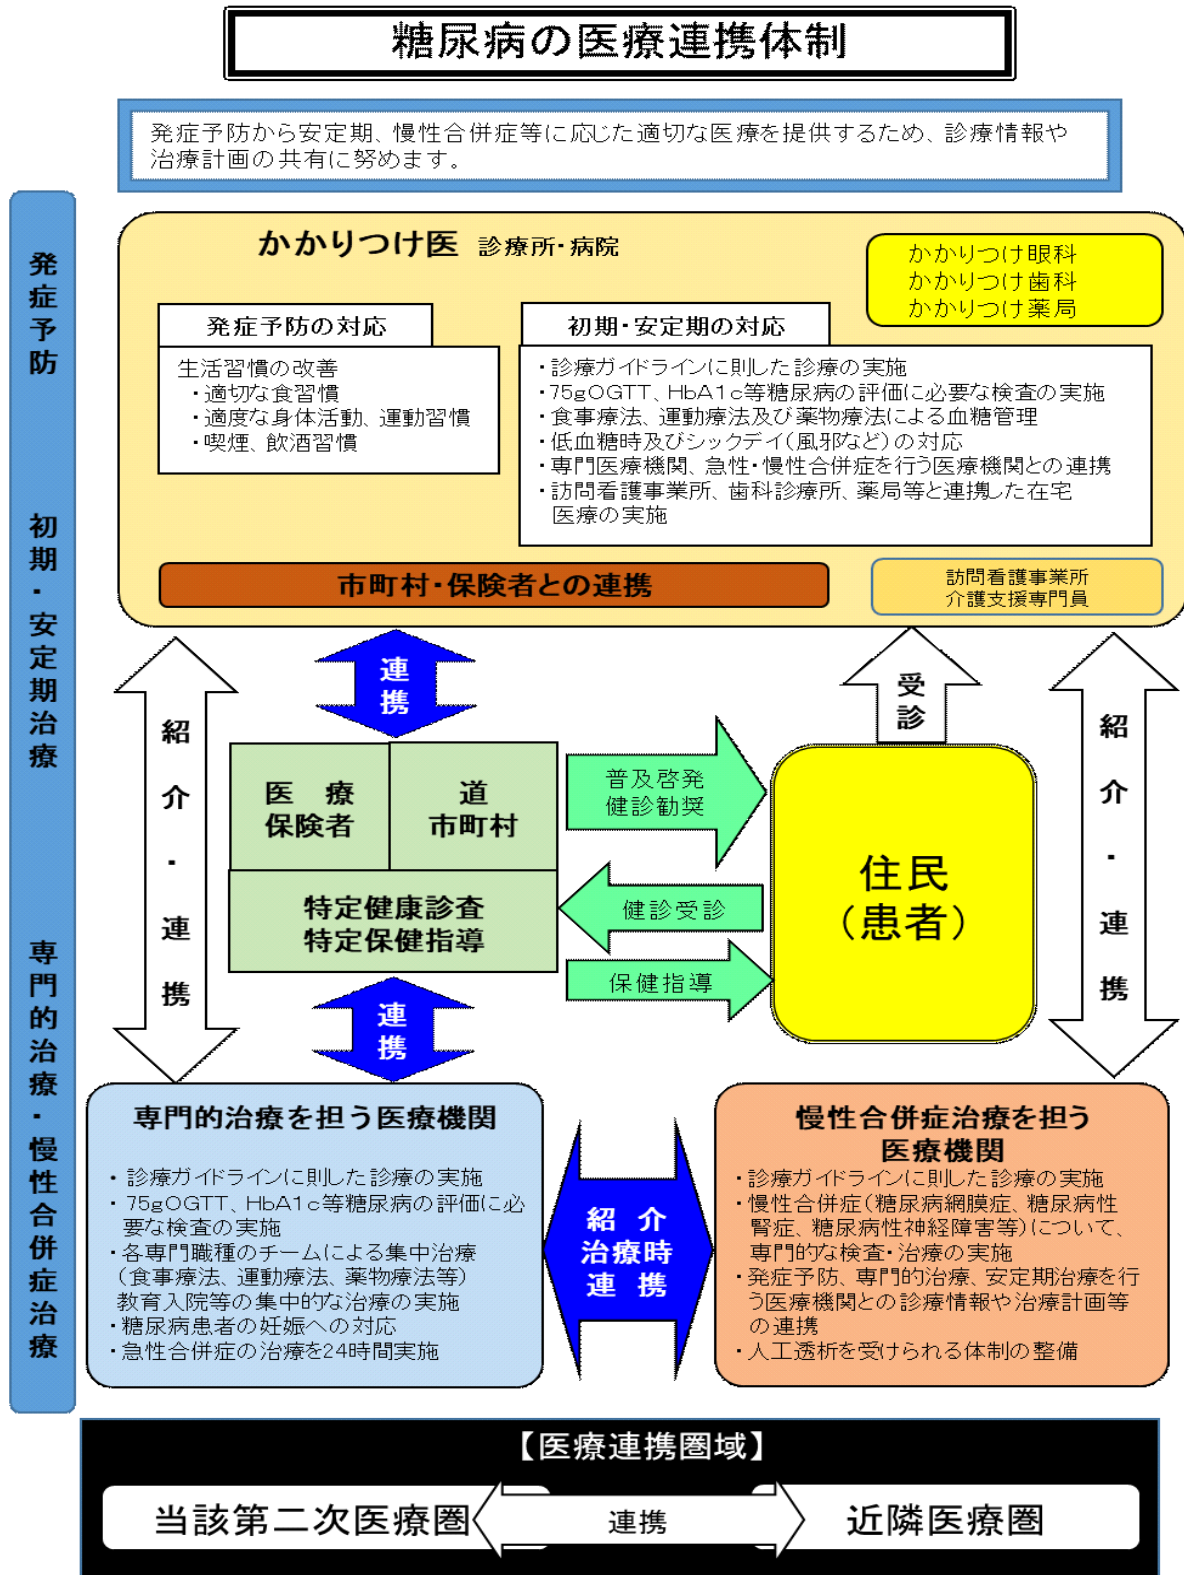 糖尿病の医療連携体制
発症予防から安定期、慢性合併症等に応じた適切な医療を提供するため、診療情報や
治療計画の共有に努めます。
発症予防
初期・安定期治療
専門的治療・慢性合併症治療
かかりつけ医 診療所・病院
かかりつけ眼科
かかりつけ歯科
かかりつけ薬局
発症予防の対応
生活習慣の改善
・適切な食習慣
・適度な身体活動、運動習慣
・喫煙、飲酒習慣
初期・安定期の対応
・診療ガイドラインに則した診療の実施
・75gOGTT、HbA1c等糖尿病の評価に必要な検査の実施
・食事療法、運動療法及び薬物療法による血糖管理
・低血糖時及びシックデイ(風邪など)の対応
・専門医療機関、急性・慢性合併症を行う医療機関との連携
・訪問看護事業所、歯科診療所、薬局等と連携した在宅
医療の実施
市町村・保険者との連携
訪問看護事業所
介護支援専門員
紹介・連携
連携
受診
紹介・連携
医 療
保険者
道
市町村
特定健康診査
特定保健指導
普及啓発
健診勧奨
健診受診
保健指導
住民
(患者)
連携
専門的治療を担う医療機関
・診療ガイドラインに則した診療の実施
・75gOGTT、HbA1c等糖尿病の評価に必
要な検査の実施
・各専門職種のチームによる集中治療
(食事療法、運動療法、薬物療法等)
教育入院等の集中的な治療の実施
・糖尿病患者の妊娠への対応
・急性合併症の治療を24時間実施
紹 介
治療時
連 携
慢性合併症治療を担う
医療機関
・診療ガイドラインに則した診療の実施
・慢性合併症(糖尿病網膜症、糖尿病性
腎症、糖尿病性神経障害等)について、
専門的な検査・治療の実施
・発症予防、専門的治療、安定期治療を行
う医療機関との診療情報や治療計画等
の連携
・人工透析を受けられる体制の整備
【医療連携圏域】
当該第二次医療圏
連携
近隣医療圏